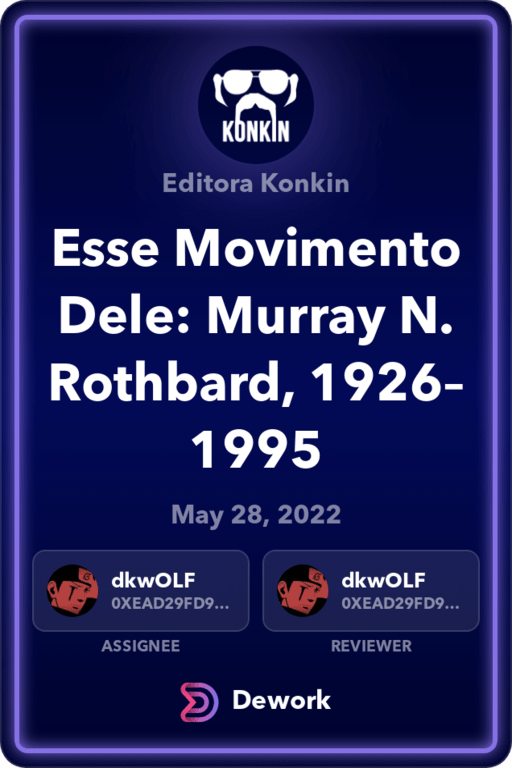 KONKIN
Editora Konkin
Esse Movimento
Dele: Murray N.
Rothbard, 1926–
1995
May 28, 2022
dkwOLF
0XEAD29FD9...
ASSIGNEE
dkwOLF
0XEAD29FD9...
REVIEWER
Dework